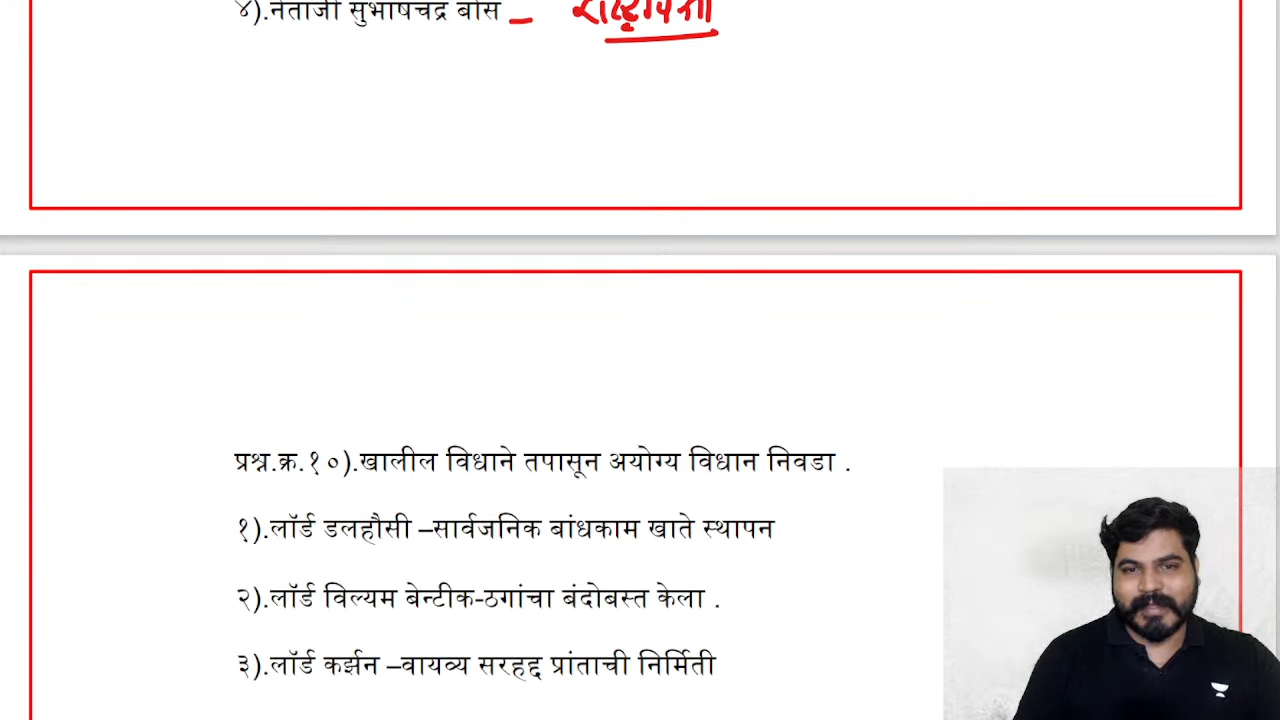 ४).नेताजी सुभाषचंद्र बोस – राष्ट्रपिता
प्रश्न.क्र.१०).खालील विधाने तपासून अयोग्य विधान निवडा .
१).लॉर्ड डलहौसी –सार्वजनिक बांधकाम खाते स्थापन
२).लॉर्ड विल्यम बेन्टीक-ठगांचा बंदोबस्त केला .
३).लॉर्ड कर्झन –वायव्य सरहद्द प्रांताची निर्मिती